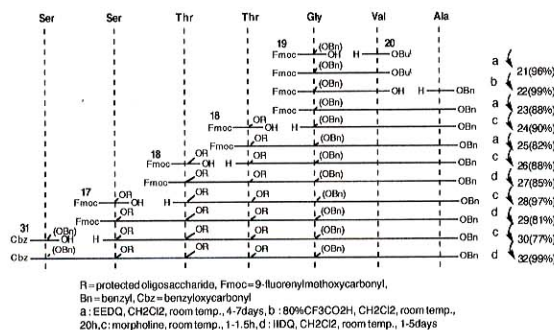 Ser Ser Thr Thr Gly Val Ala
19 (OBn) 20
Fmoc OH H OBuᵗ a
Fmoc (OBn) OBuᵗ 21(96%)
b
Fmoc (OBn) OH H OBn 22(99%)
a
18 Fmoc (OBn) OBn 23(88%)
c
Fmoc OR OH H (OBn) OBn 24(90%)
a
18 Fmoc OR (OBn) OBn 25(82%)
c
Fmoc OR OH H OR (OBn) OBn 26(88%)
d
17 Fmoc OR OR (OBn) OBn 27(85%)
c
Fmoc OR OH H OR OR (OBn) OBn 28(97%)
d
31 Fmoc OR OR OR (OBn) OBn 29(81%)
c
Cbz (OBn) OH H OR OR OR (OBn) OBn 30(77%)
d
Cbz (OBn) OR OR OR (OBn) OBn 32(99%)
R = protected oligosaccharide, Fmoc = 9-fluorenylmethoxycarbonyl,
Bn = benzyl, Cbz = benzyloxycarbonyl
a : EEDQ, CH2Cl2, room temp., 4-7days, b : 80%CF3CO2H, CH2Cl2, room temp.,
20h, c: morpholine, room temp., 1-1.5h, d : IIDQ, CH2Cl2, room temp., 1-5days